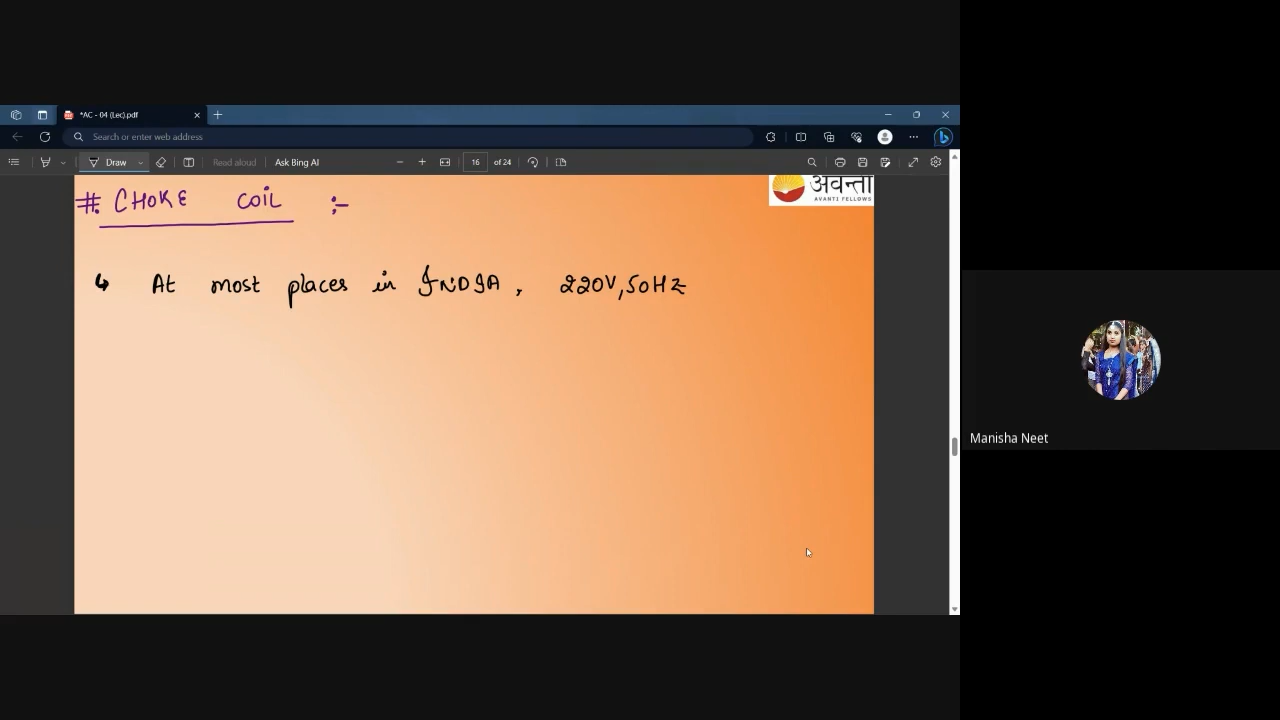 *AC - 04 (Lec).pdf
Search or enter web address
Draw
Read aloud
Ask Bing AI
16 of 24
# CHOKE COIL :-
अवन्ती
AVANTI FELLOWS
↳ At most places in INDIA, 220V, 50HZ
Manisha Neet